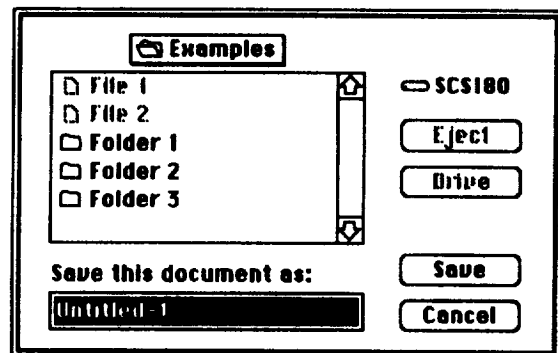 Examples
File 1
File 2
Folder 1
Folder 2
Folder 3
SCSI80
Eject
Drive
Save this document as:
Untitled-1
Save
Cancel